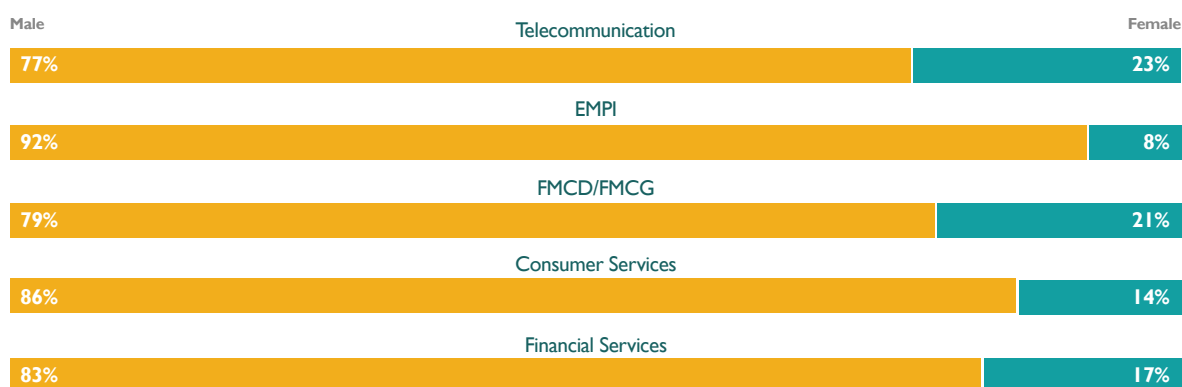 Male Female
Telecommunication
77% 23%
EMPI
92% 8%
FMCD/FMCG
79% 21%
Consumer Services
86% 14%
Financial Services
83% 17%